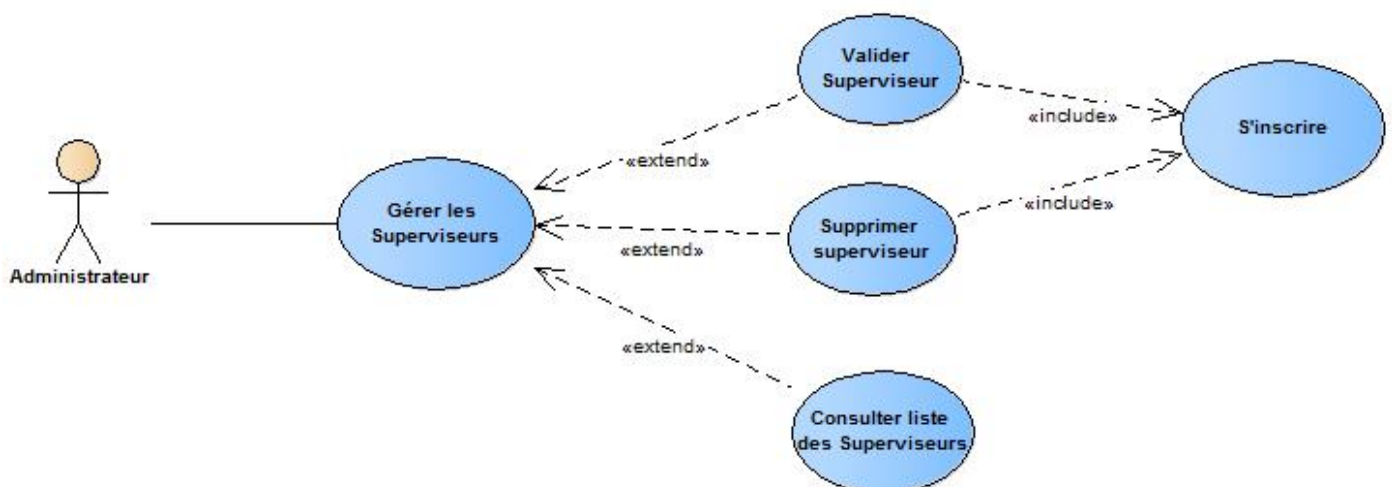 Valider
Superviseur
«include»
S'inscrire
«extend»
Gérer les
Superviseurs
Supprimer
superviseur
«include»
«extend»
Administrateur
«extend»
Consulter liste
des Superviseurs